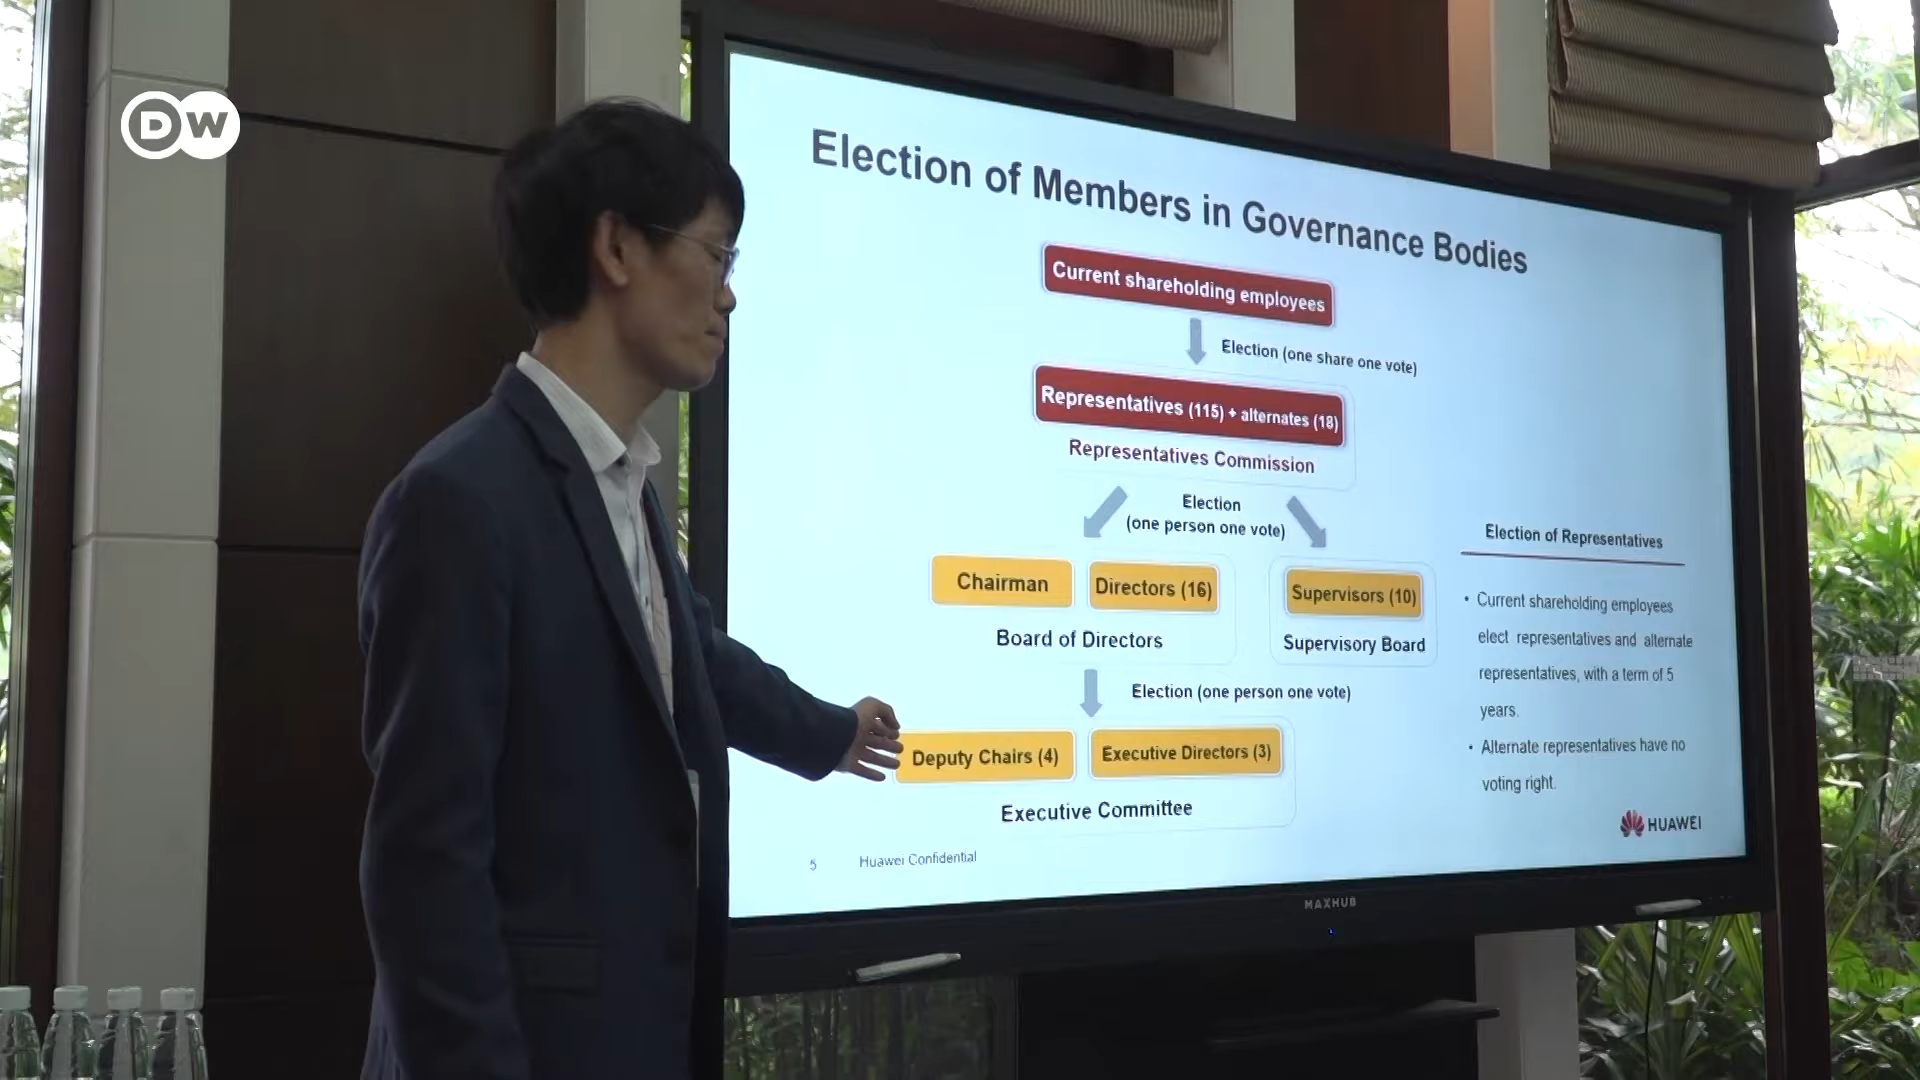 DW
Election of Members in Governance Bodies
Current shareholding employees
Election (one share one vote)
Representatives (115) + alternates (18)
Representatives Commission
Election
(one person one vote)
Chairman
Directors (16)
Supervisors (10)
Board of Directors
Supervisory Board
Election (one person one vote)
Deputy Chairs (4)
Executive Directors (3)
Executive Committee
Election of Representatives
• Current shareholding employees
elect representatives and alternate
representatives, with a term of 5
years.
• Alternate representatives have no
voting right.
HUAWEI
5
Huawei Confidential
MAXHUB